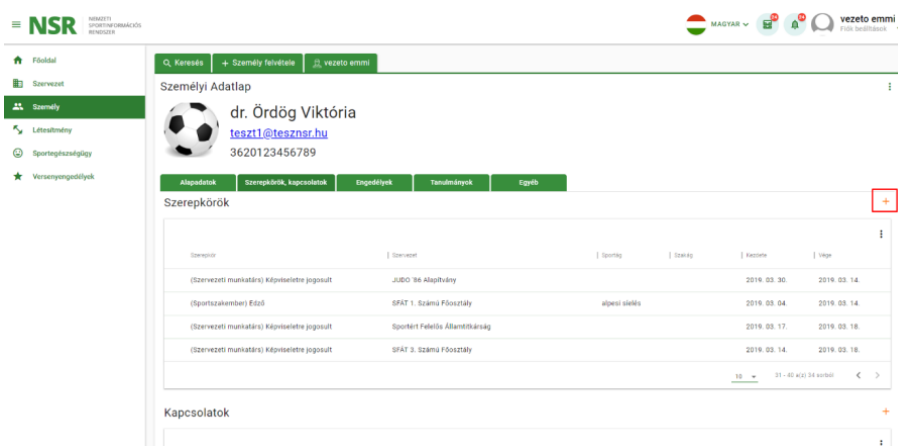 NSR
NEMZETI
SPORTINFORMÁCIÓS
RENDSZER
MAGYAR
vezeto emmi
Fiók beállítások
Főoldal
Szervezet
Személy
Létesítmény
Sportegészségügy
Versenyengedélyek
Keresés + Személy felvétele vezeto emmi
Személyi Adatlap
dr. Ördög Viktória
teszt1@tesznsr.hu
3620123456789
Alapadatok Szerepkörök, kapcsolatok Engedélyek Tanulmányok Egyéb
Szerepkörök +
Szerepkör Szervezet Sportág Szakág Kezdete Vége
(Szervezeti munkatárs) Képviseletre jogosult JUDO '86 Alapítvány 2019. 03. 30. 2019. 03. 14.
(Sportszakember) Edző SFÁT 1. Számú Főosztály alpesi síelés 2019. 03. 04. 2019. 03. 14.
(Szervezeti munkatárs) Képviseletre jogosult Sportért Felelős Államtitkárság 2019. 03. 17. 2019. 03. 18.
(Szervezeti munkatárs) Képviseletre jogosult SFÁT 3. Számú Főosztály 2019. 03. 14. 2019. 03. 18.
10 31 - 40 a(z) 34 sorból
Kapcsolatok +